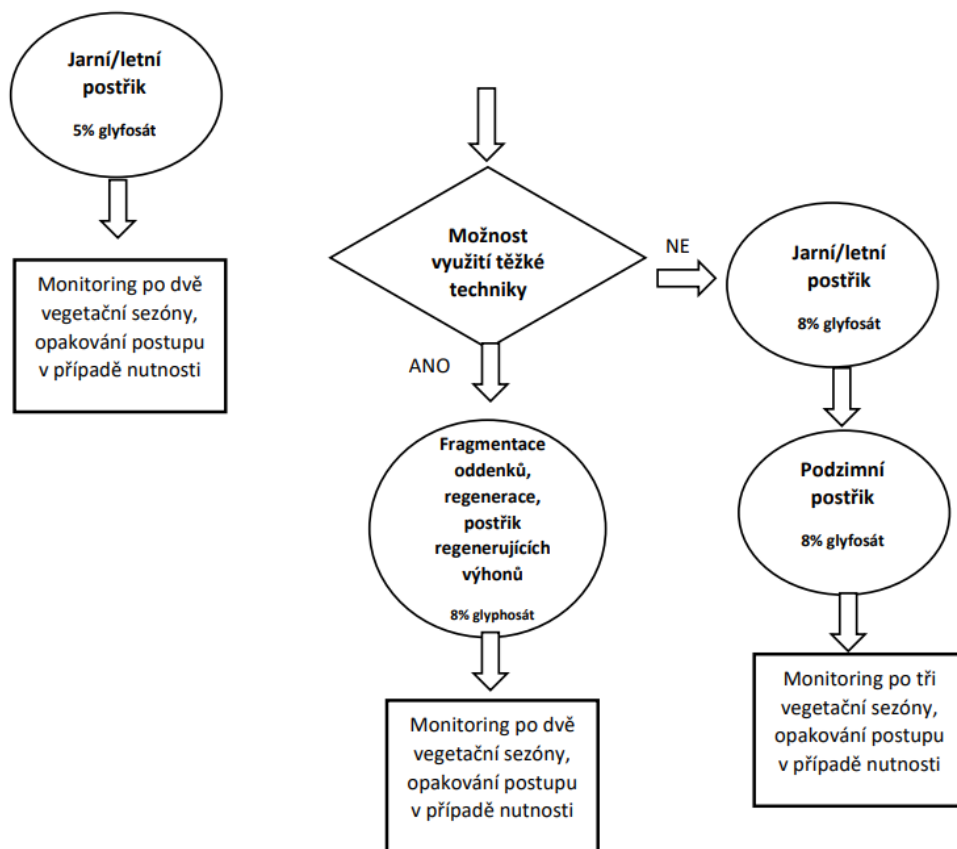 Jarní/letní
postřik
5% glyfosát
Monitoring po dvě
vegetační sezóny,
opakování postupu
v případě nutnosti
Možnost
využití těžké
techniky
NE
ANO
Fragmentace
oddenků,
regenerace,
postřik
regenerujících
výhonů
8% glyphosát
Monitoring po dvě
vegetační sezóny,
opakování postupu
v případě nutnosti
Jarní/letní
postřik
8% glyfosát
Podzimní
postřik
8% glyfosát
Monitoring po tři
vegetační sezóny,
opakování postupu
v případě nutnosti